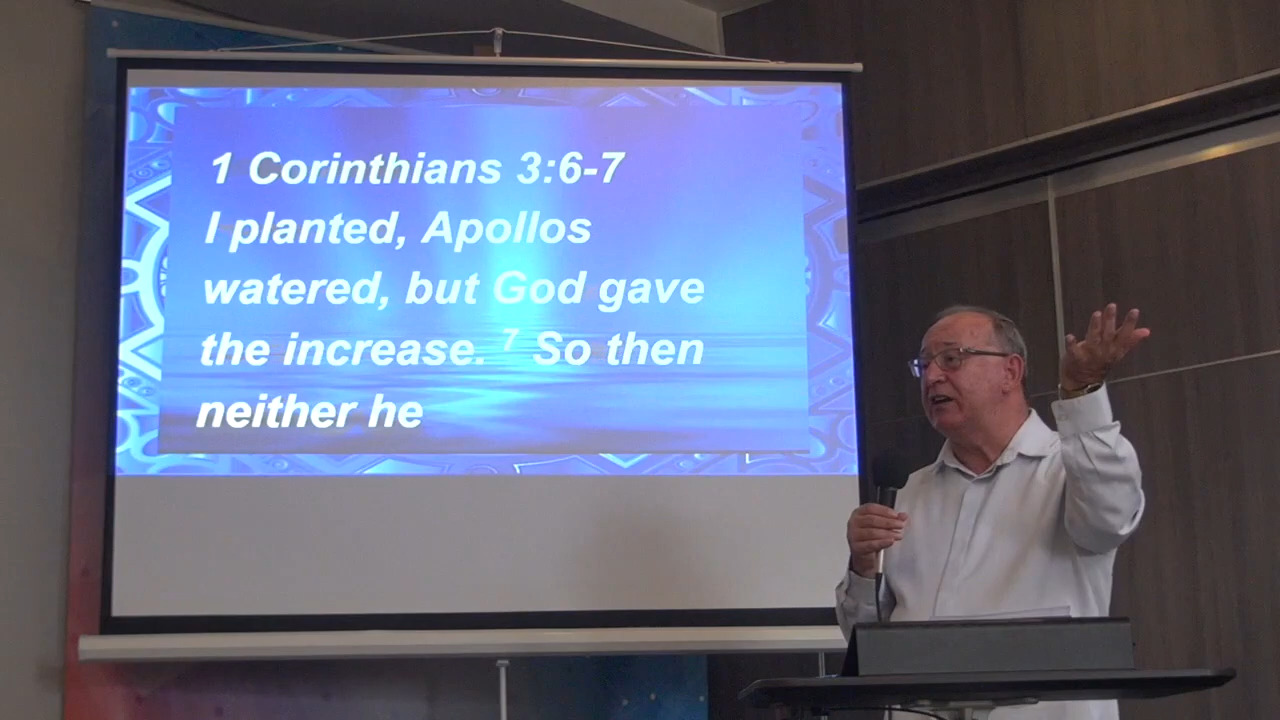 1 Corinthians 3:6-7
I planted, Apollos
watered, but God gave
the increase. 7 So then
neither he